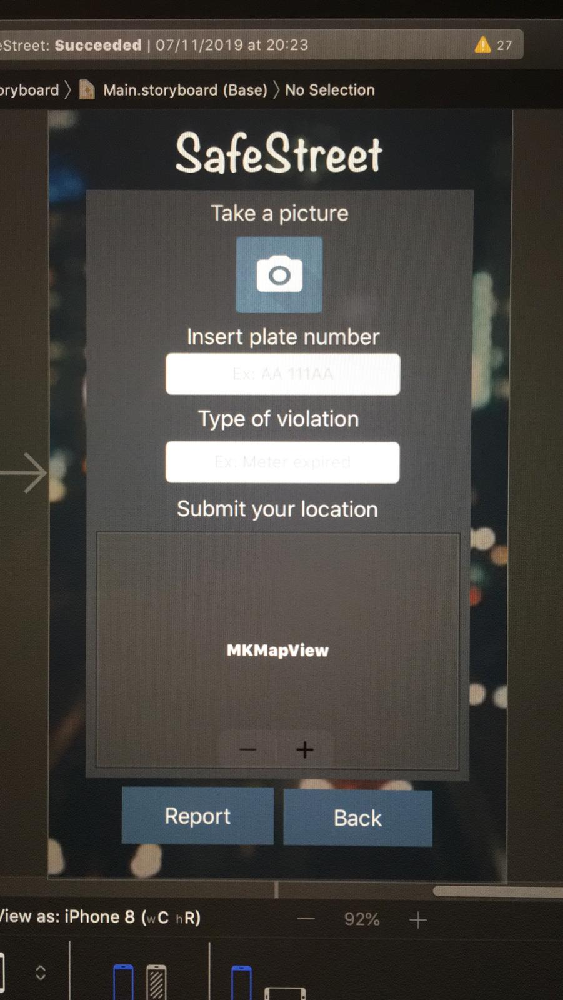 eStreet: Succeeded | 07/11/2019 at 20:23 27
oryboard 〉 Main.storyboard (Base) 〉 No Selection
SafeStreet
Take a picture
Insert plate number
Ex: AA 111AA
Type of violation
Ex: Meter expired
Submit your location
MKMapView
− +
Report Back
View as: iPhone 8 (wC hR) — 92% +